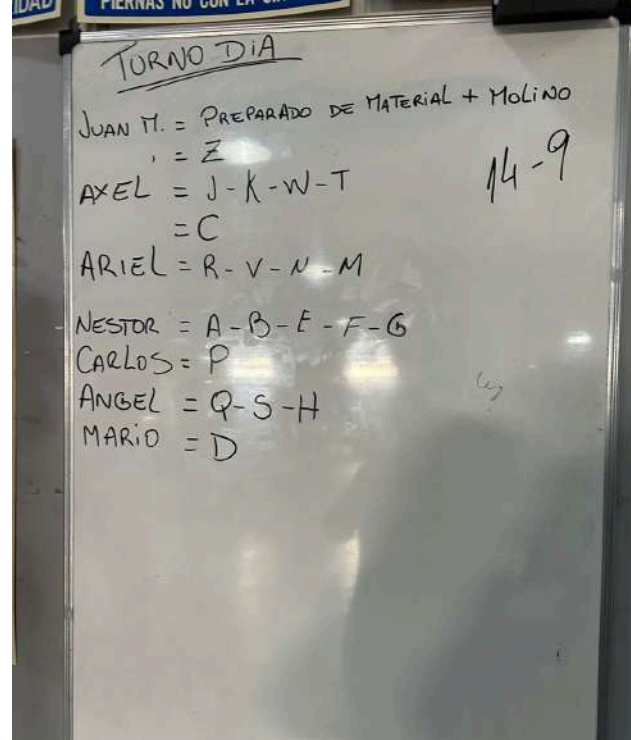 PIERNAS NO CON LA
TURNO DiA
JUAN M. = PREPARADO DE MATERIAL + MOLiNO
, = Z
14-9
AXEL = J-K-W-T
= C
ARIEL = R-V-N-M
NESTOR = A-B-E-F-G
CARLOS = P
ANGEL = Q-S-H
MARiO = D